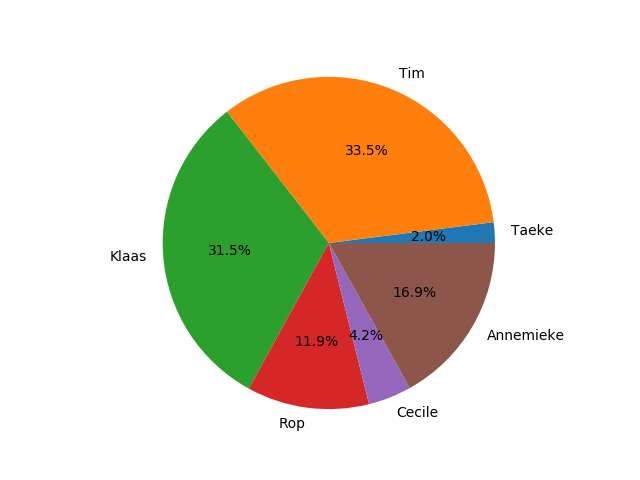 Tim
33.5%
Taeke
2.0%
Klaas
31.5%
16.9%
Annemieke
4.2%
11.9%
Cecile
Rop